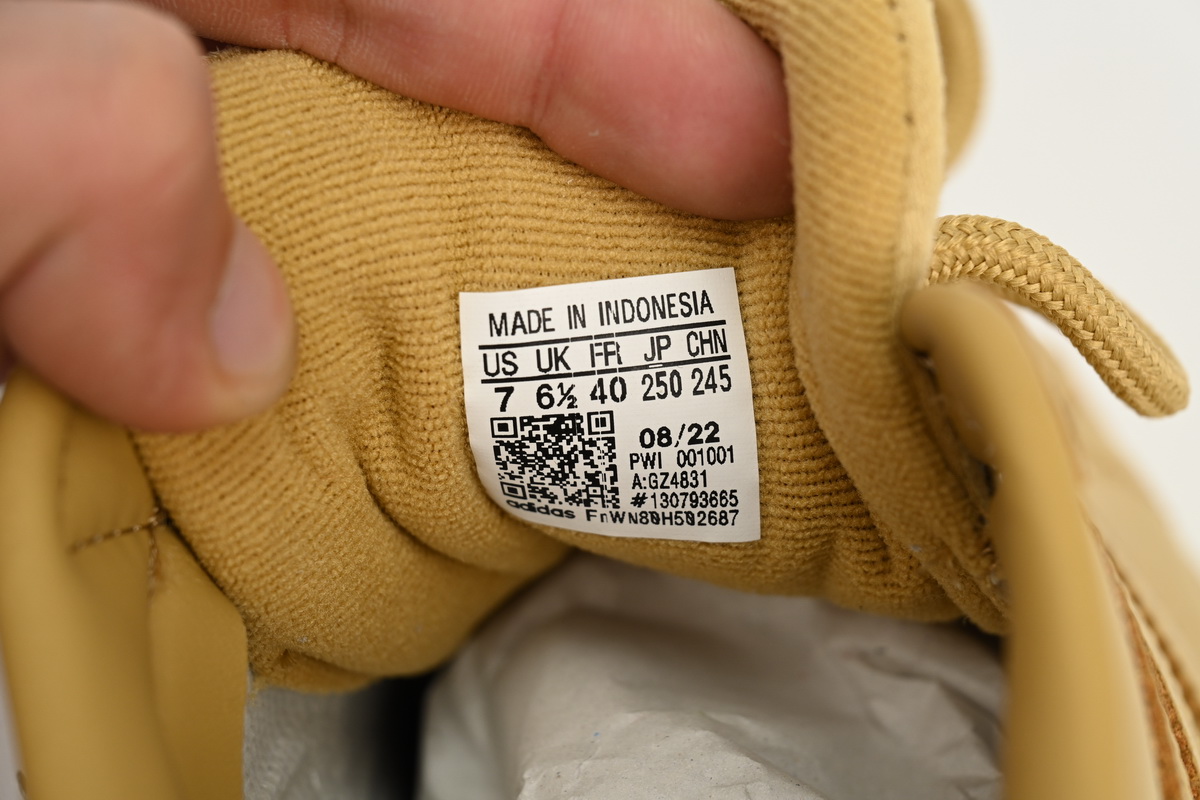 MADE IN INDONESIA
US UK FR JP CHN
7 6½ 40 250 245
08/22
PWI 001001
A:GZ4831
#130793665
adidas FnWN80H502687